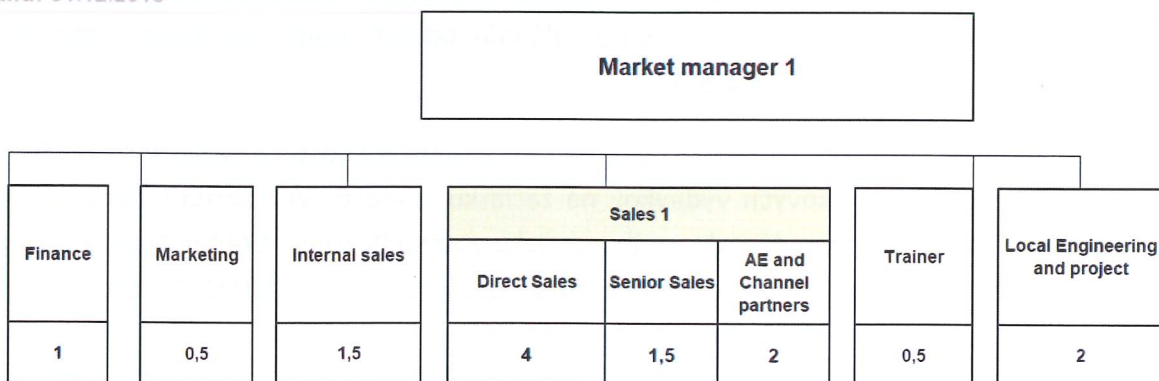 Market manager 1
Sales 1
Finance
Marketing
Internal sales
Direct Sales
Senior Sales
AE and
Channel
partners
Trainer
Local Engineering
and project
1
0,5
1,5
4
1,5
2
0,5
2